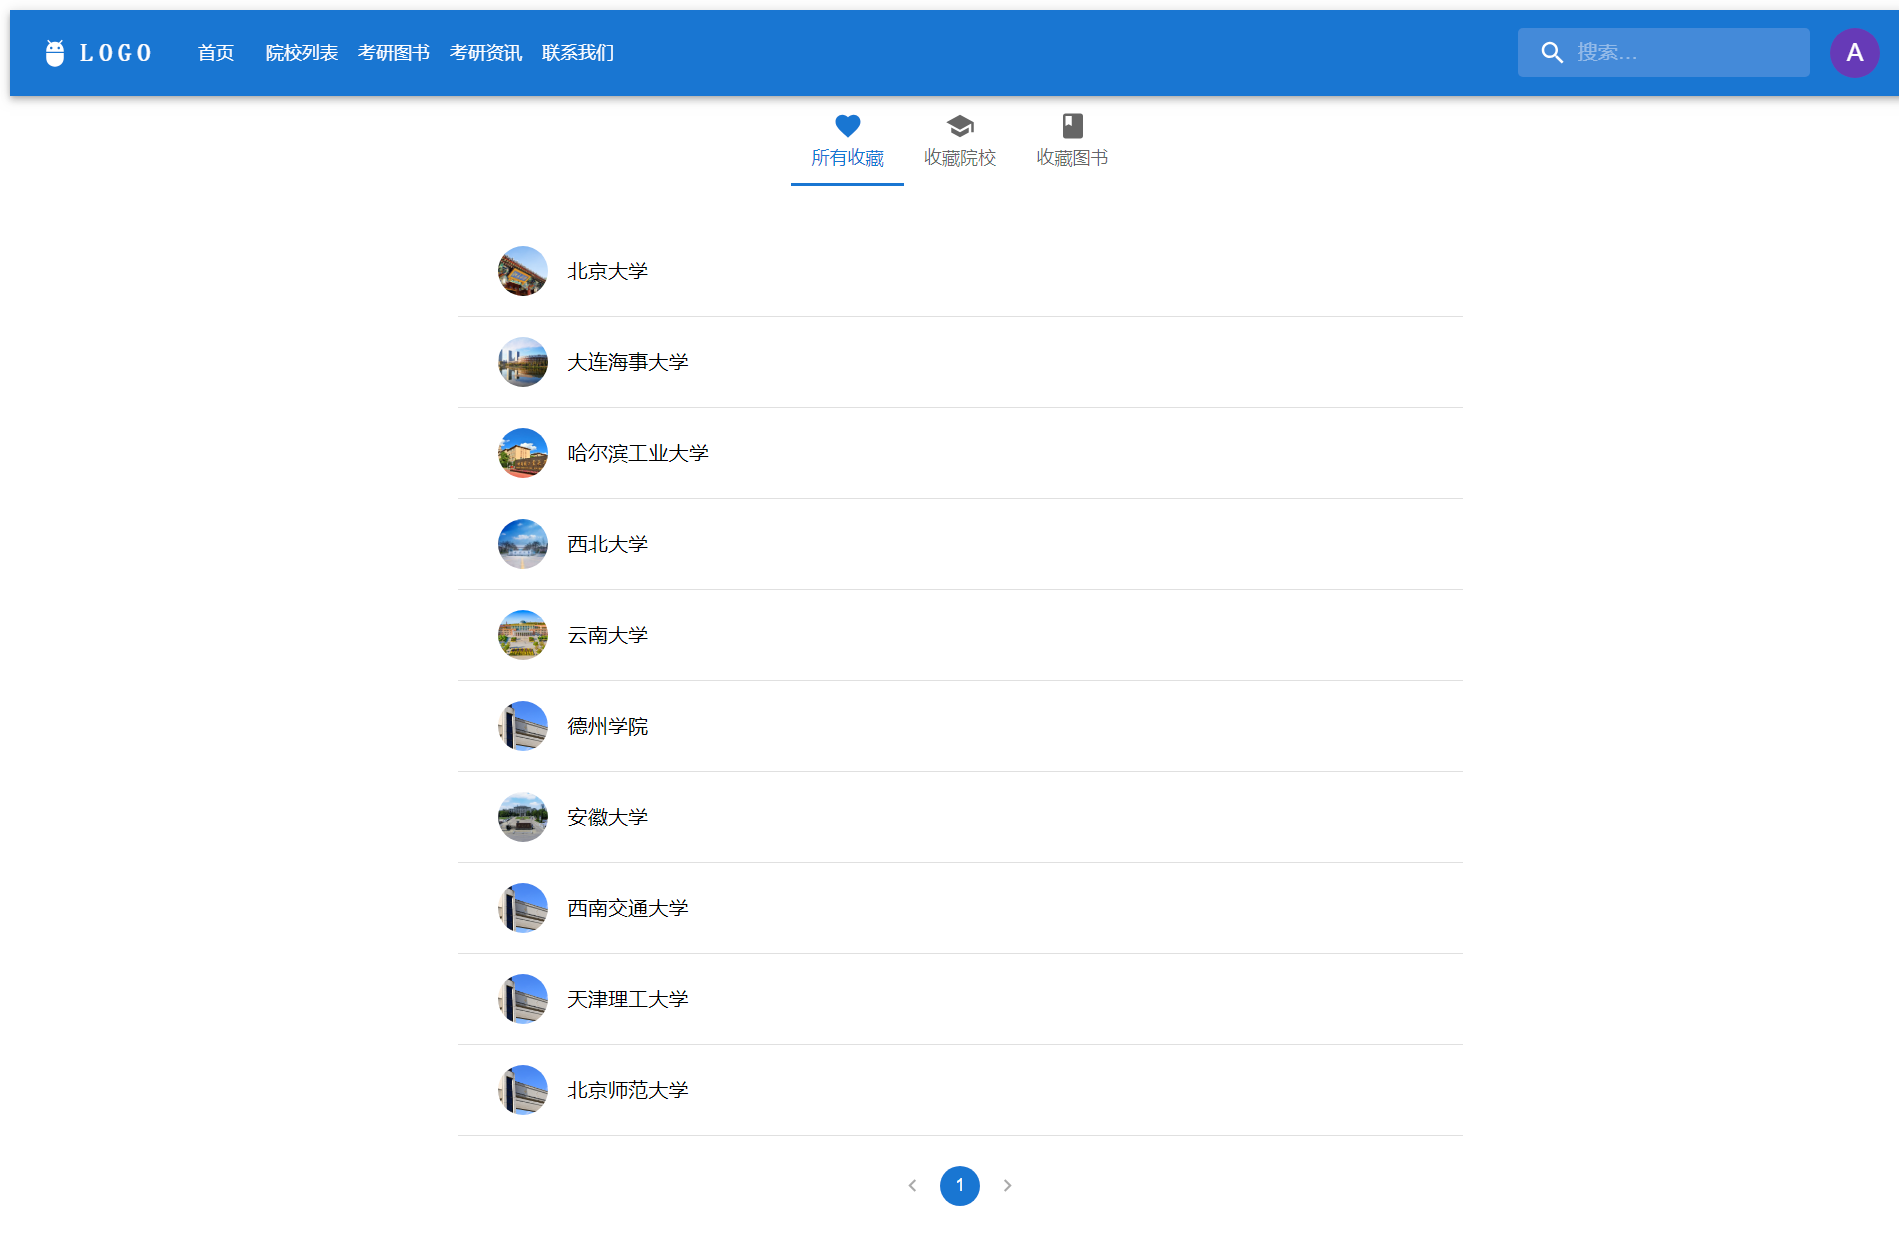 LOGO 首页 院校列表 考研图书 考研资讯 联系我们 搜索... A
所有收藏 收藏院校 收藏图书
北京大学
大连海事大学
哈尔滨工业大学
西北大学
云南大学
德州学院
安徽大学
西南交通大学
天津理工大学
北京师范大学
1